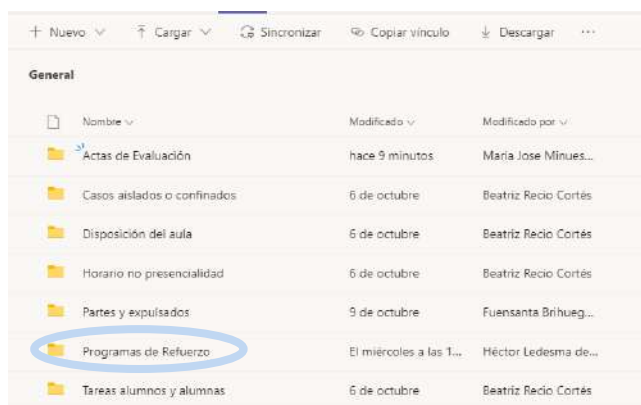 + Nuevo Cargar Sincronizar Copiar vínculo Descargar ...
General
Nombre Modificado Modificado por
Actas de Evaluación hace 9 minutos Maria Jose Minues...
Casos aislados o confinados 6 de octubre Beatriz Recio Cortés
Disposición del aula 6 de octubre Beatriz Recio Cortés
Horario no presencialidad 6 de octubre Beatriz Recio Cortés
Partes y expulsados 9 de octubre Fuensanta Brihueg...
Programas de Refuerzo El miércoles a las 1... Héctor Ledesma de...
Tareas alumnos y alumnas 6 de octubre Beatriz Recio Cortés